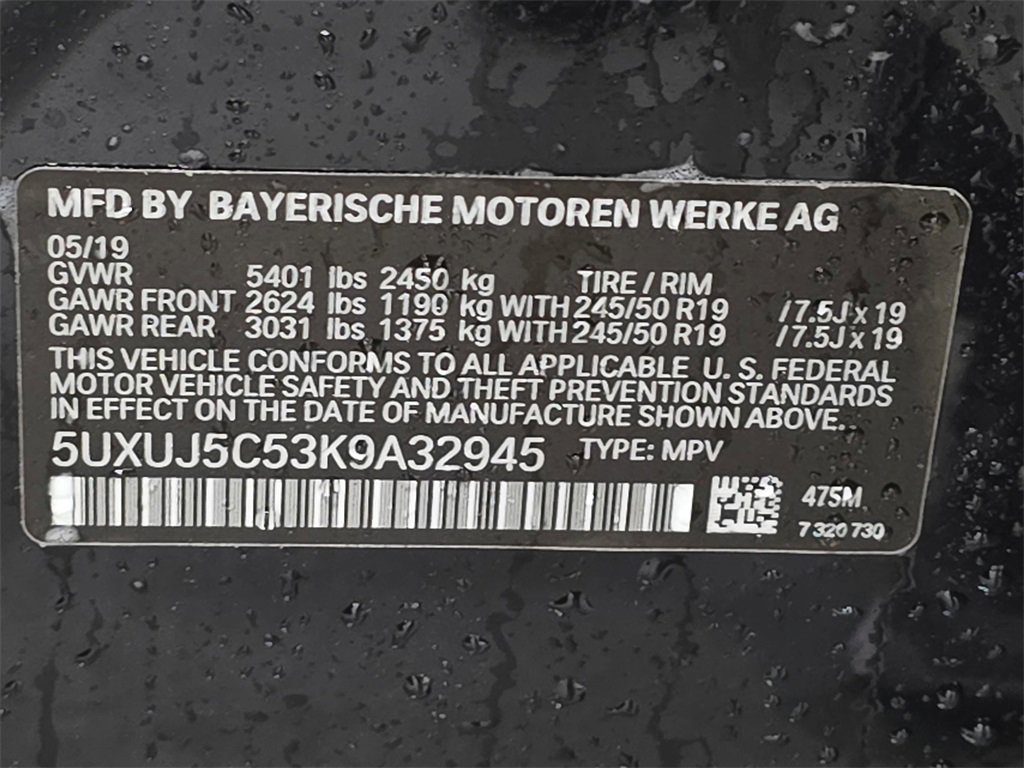 MFD BY BAYERISCHE MOTOREN WERKE AG
05/19
GVWR 5401 lbs 2450 kg TIRE / RIM
GAWR FRONT 2624 lbs 1190 kg WITH 245/50 R19 /7.5J x 19
GAWR REAR 3031 lbs 1375 kg WITH 245/50 R19 /7.5J x 19
THIS VEHICLE CONFORMS TO ALL APPLICABLE U. S. FEDERAL
MOTOR VEHICLE SAFETY AND THEFT PREVENTION STANDARDS
IN EFFECT ON THE DATE OF MANUFACTURE SHOWN ABOVE.
5UXUJ5C53K9A32945 TYPE: MPV
475M
7 320 730